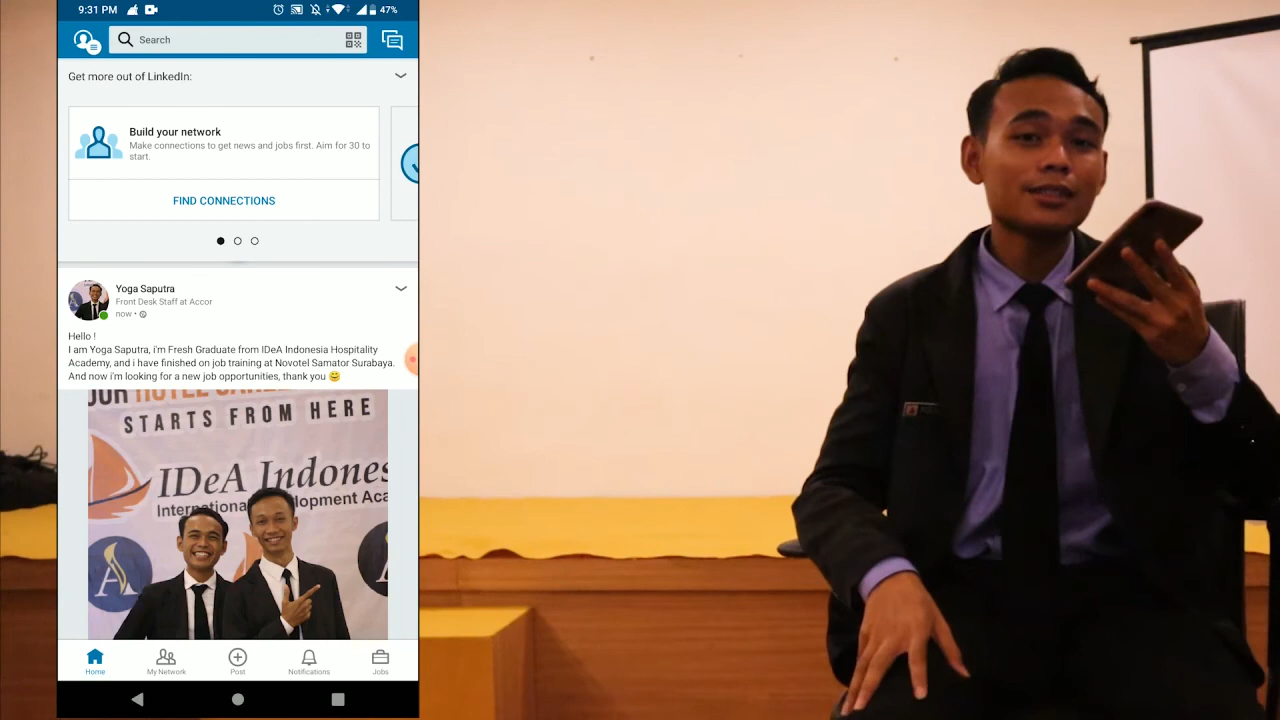 9:31 PM
47%
Search
Get more out of LinkedIn:
Build your network
Make connections to get news and jobs first. Aim for 30 to
start.
FIND CONNECTIONS
Yoga Saputra
Front Desk Staff at Accor
now •
Hello !
I am Yoga Saputra, i'm Fresh Graduate from IDeA Indonesia Hospitality
Academy, and i have finished on job training at Novotel Samator Surabaya.
And now i'm looking for a new job opportunities, thank you 😄
STARTS FROM HERE
IDeA Indones
Home
My Network
Post
Notifications
Jobs